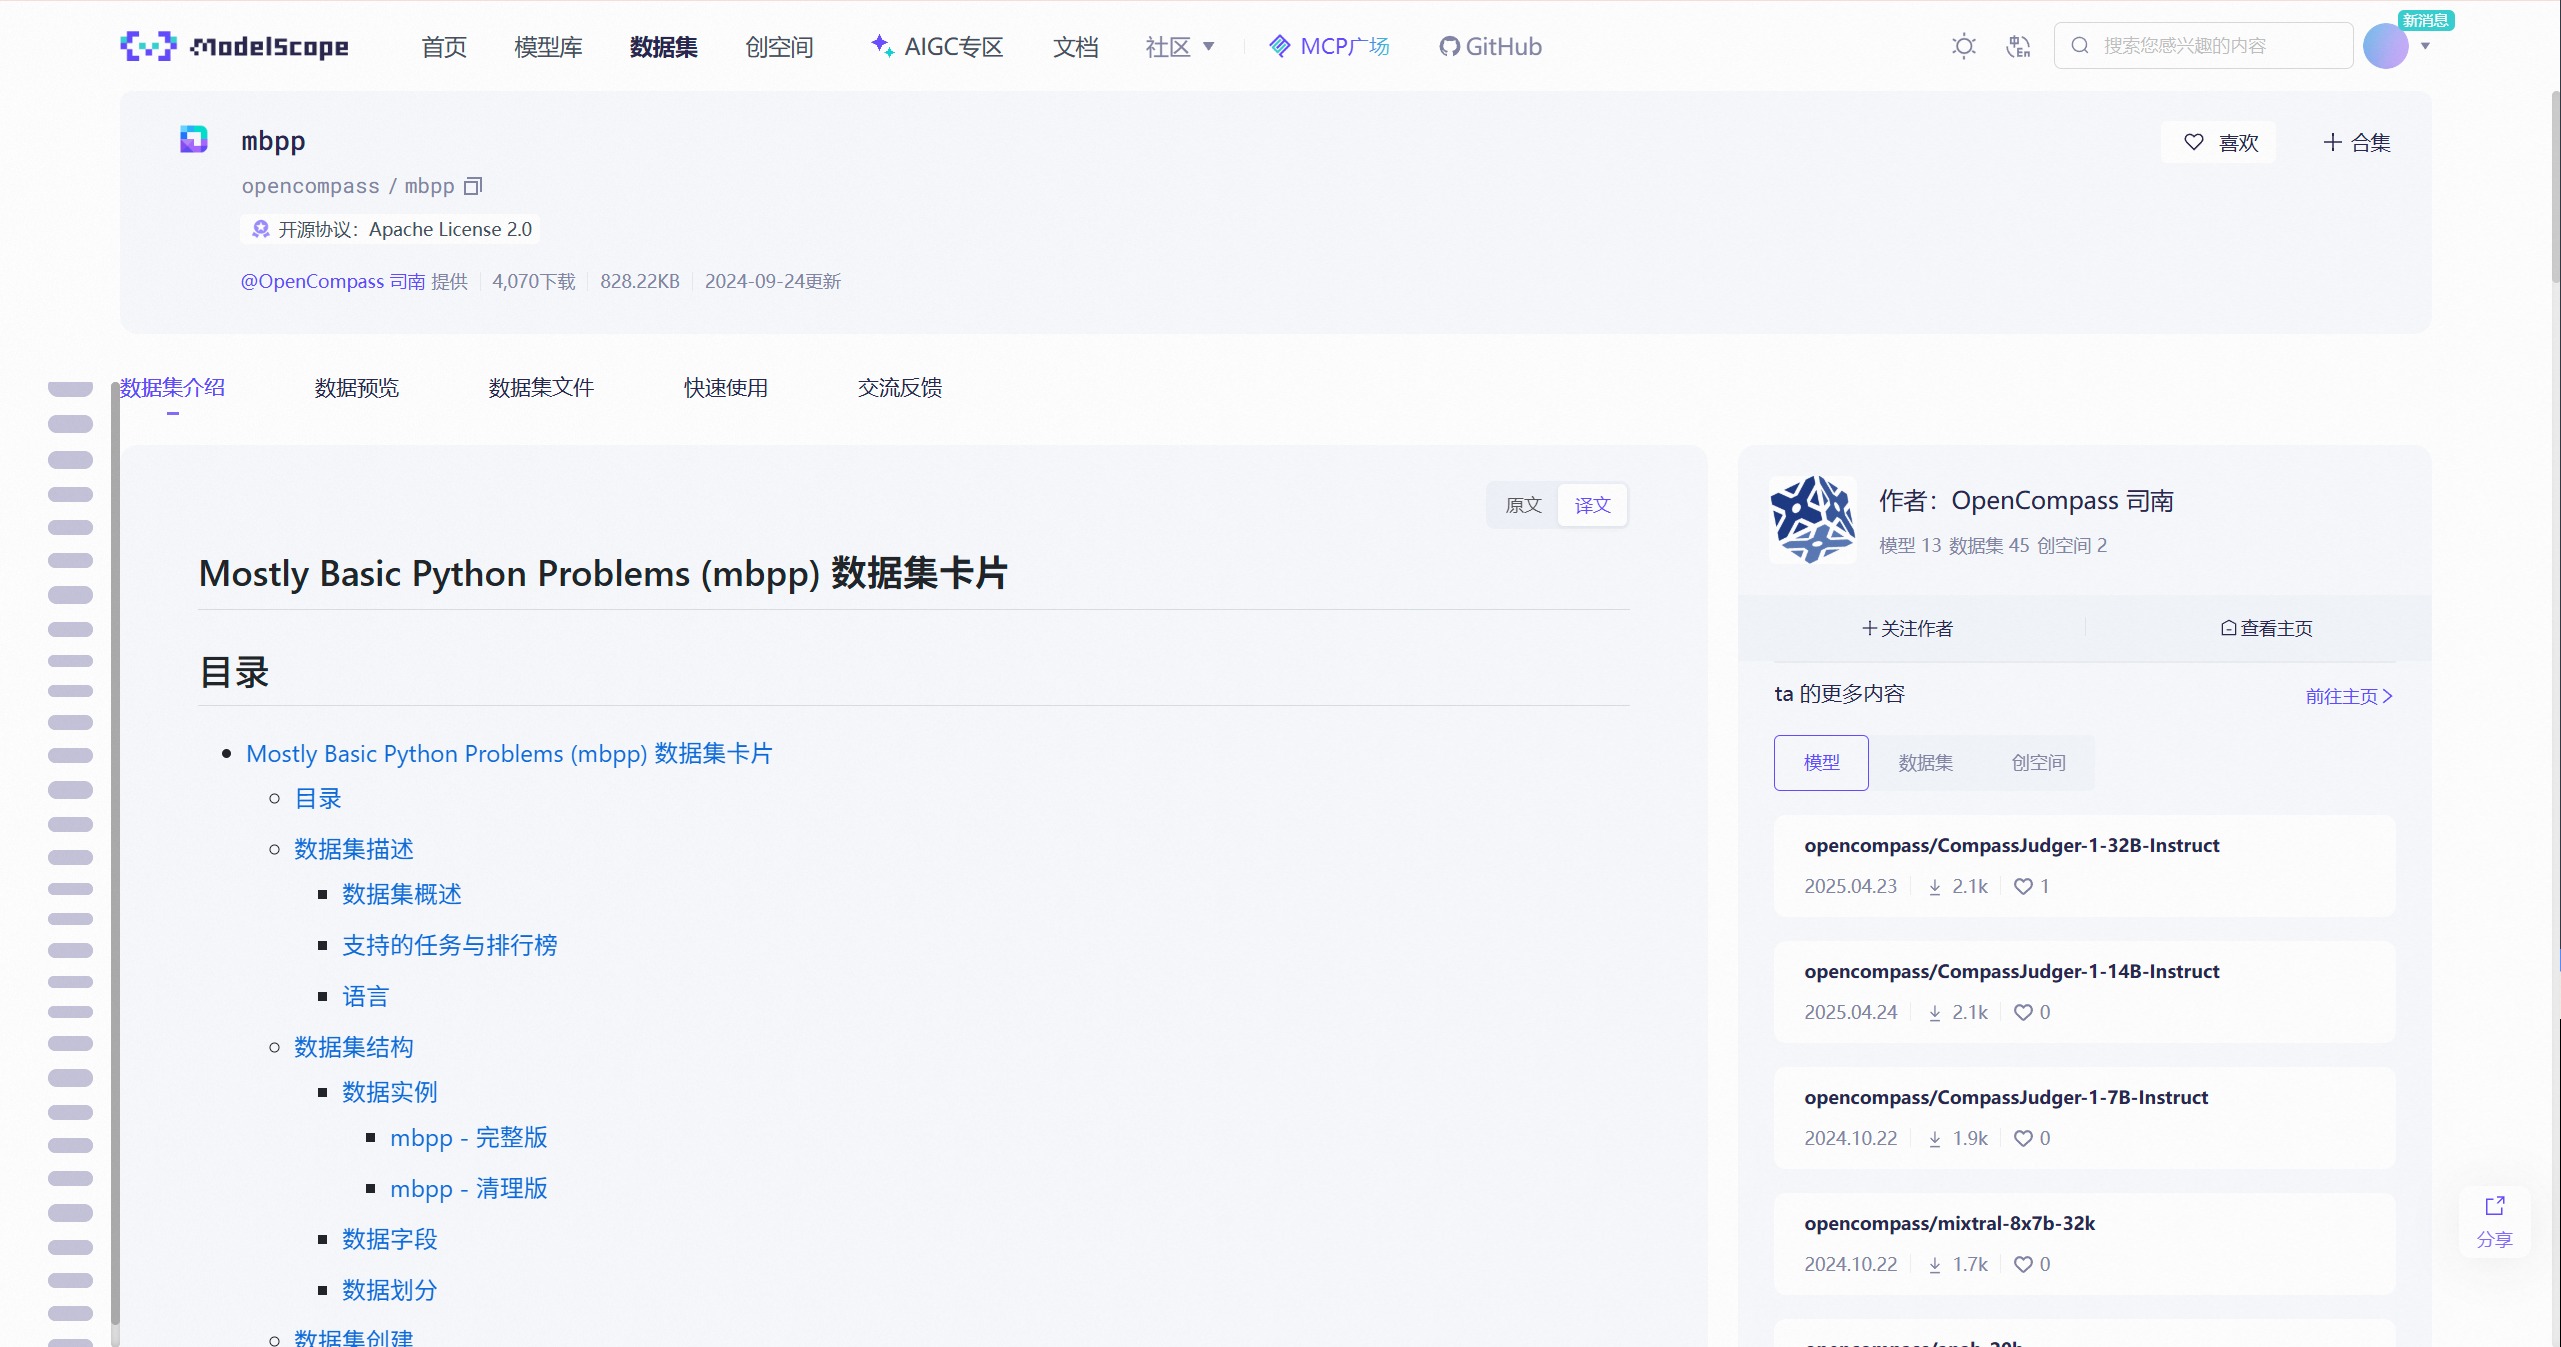 ModelScope 首页 模型库 数据集 创空间 AIGC专区 文档 社区 MCP广场 GitHub 搜索您感兴趣的内容 新消息
mbpp
喜欢 合集
opencompass / mbpp
开源协议：Apache License 2.0
@OpenCompass 司南 提供 4,070下载 828.22KB 2024-09-24更新
数据集介绍 数据预览 数据集文件 快速使用 交流反馈
原文 译文
Mostly Basic Python Problems (mbpp) 数据集卡片
目录
Mostly Basic Python Problems (mbpp) 数据集卡片
目录
数据集描述
数据集概述
支持的任务与排行榜
语言
数据集结构
数据实例
mbpp - 完整版
mbpp - 清理版
数据字段
数据划分
数据集创建
作者：OpenCompass 司南
模型 13 数据集 45 创空间 2
关注作者 查看主页
ta 的更多内容 前往主页
模型 数据集 创空间
opencompass/CompassJudger-1-32B-Instruct
2025.04.23 2.1k 1
opencompass/CompassJudger-1-14B-Instruct
2025.04.24 2.1k 0
opencompass/CompassJudger-1-7B-Instruct
2024.10.22 1.9k 0
opencompass/mixtral-8x7b-32k
2024.10.22 1.7k 0
分享